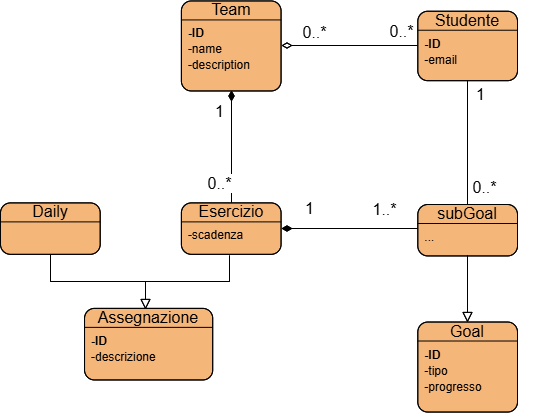 Team
-ID
-name
-description
0..*
0..*
Studente
-ID
-email
1
1
0..*
0..*
Daily
Esercizio
-scadenza
1
1..*
subGoal
...
Assegnazione
-ID
-descrizione
Goal
-ID
-tipo
-progresso